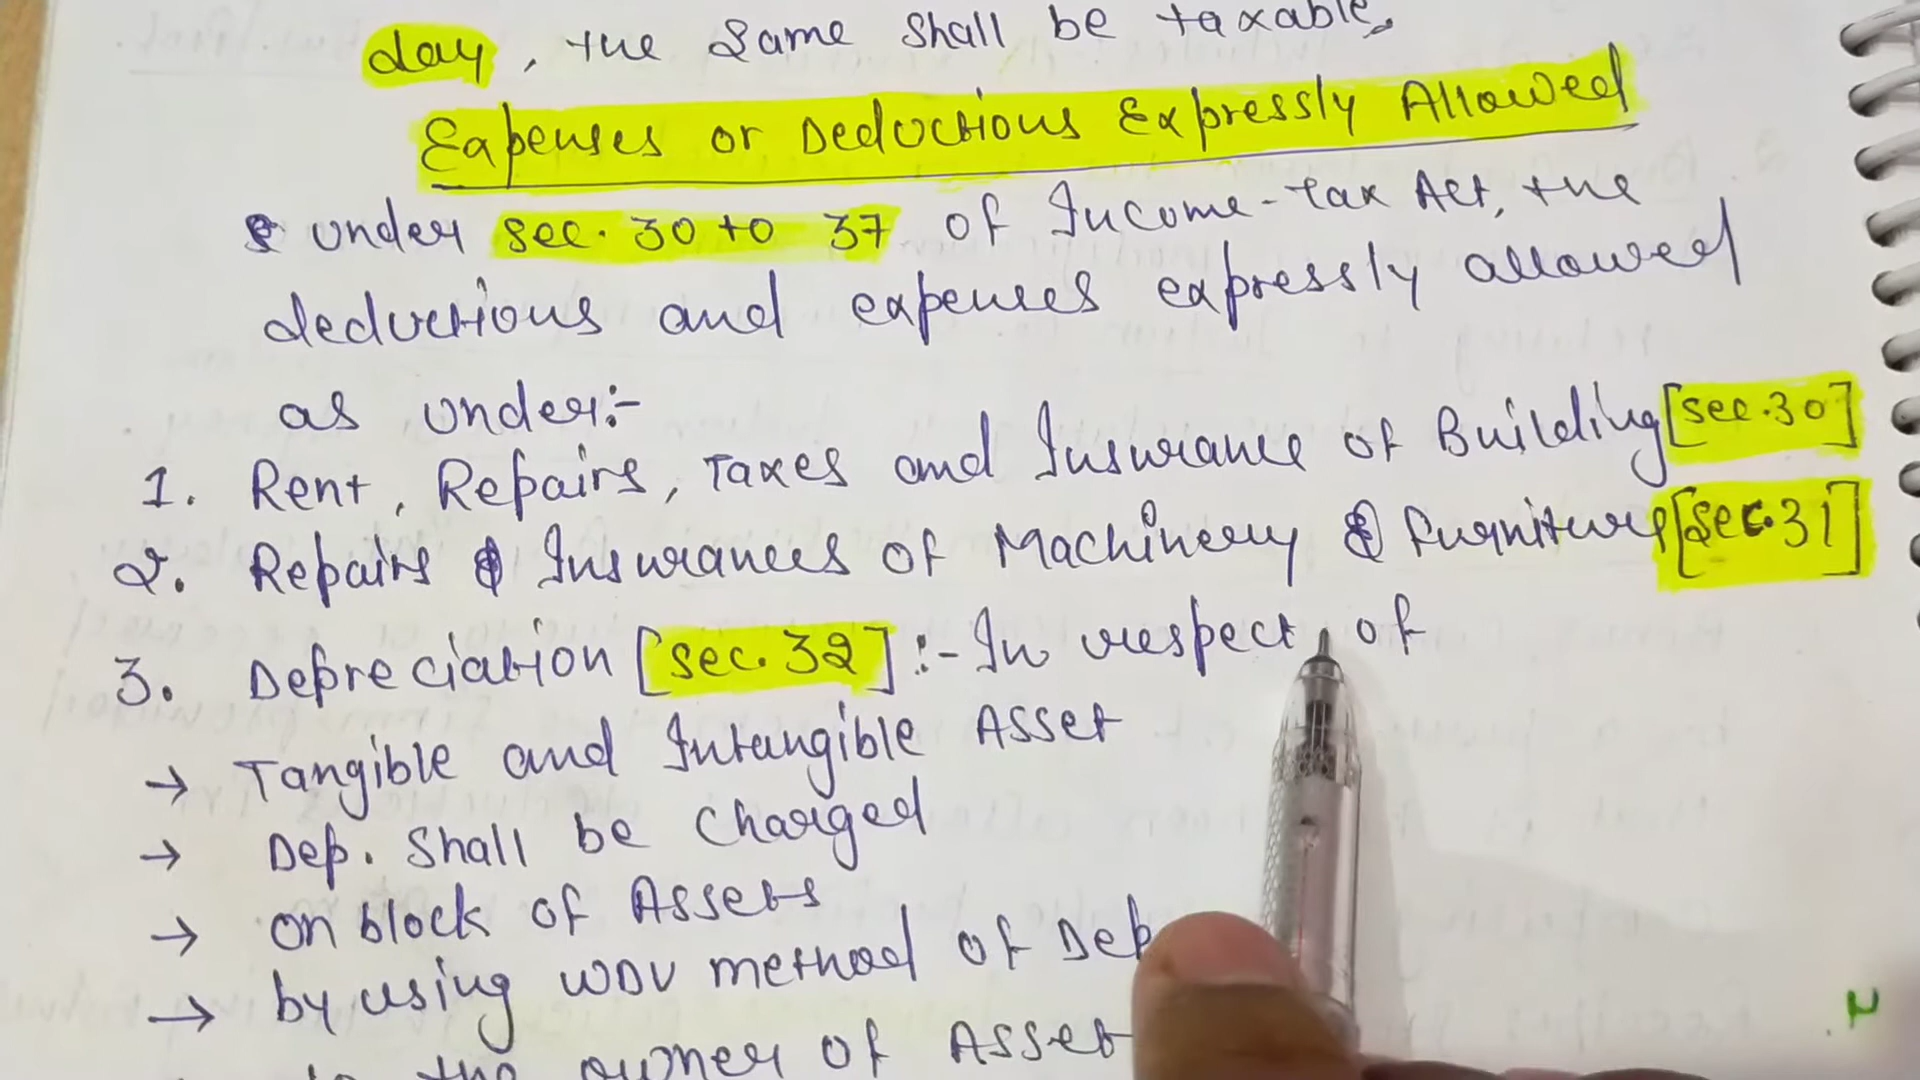 day, the same shall be taxable.
Expenses or Deductions Expressly Allowed
under sec. 30 to 37 of Income-tax Act, the
deductions and expenses expressly allowed
as under:-
1. Rent, Repairs, Taxes and Insurance of Building [sec.30]
2. Repairs & Insurances of Machinery & furniture [sec.31]
3. Depreciation [sec.32] :- In respect of
→ Tangible and Intangible Asset
→ Dep. shall be charged
→ on block of Assets
→ by using WDV method of Dep
to the owner of Asset